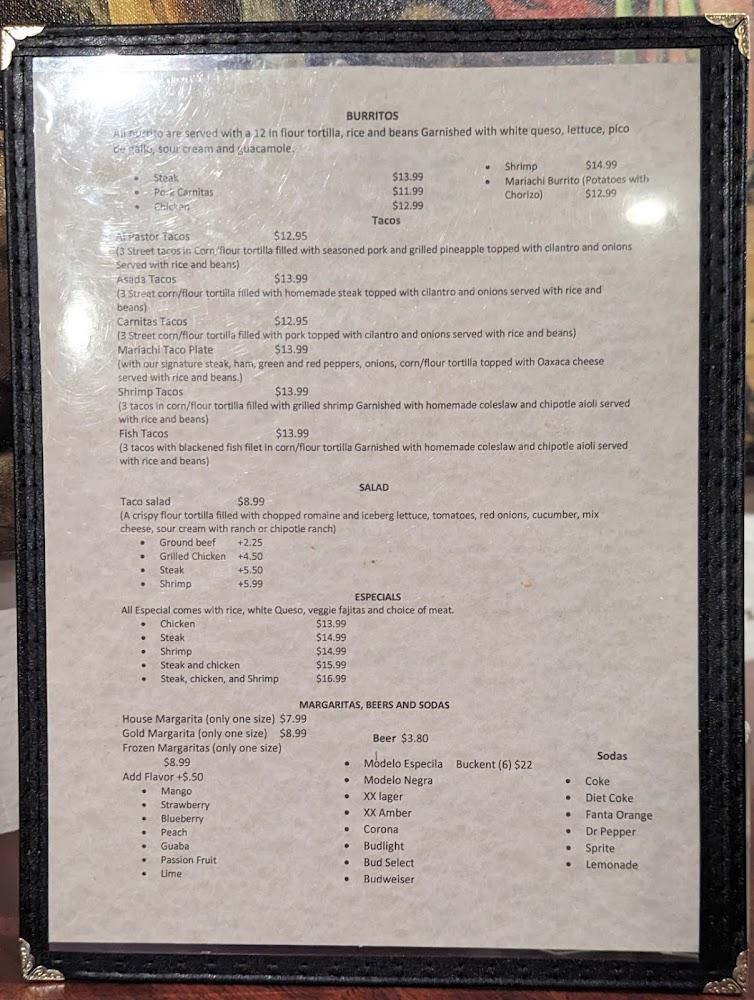 BURRITOS
All burrito are served with a 12 in flour tortilla, rice and beans Garnished with white queso, lettuce, pico
de gallo, sour cream and guacamole.
• Steak $13.99
• Pork Carnitas $11.99
• Chicken $12.99
• Shrimp $14.99
• Mariachi Burrito (Potatoes with
Chorizo) $12.99
Tacos
Al Pastor Tacos $12.95
(3 Street tacos in Corn/flour tortilla filled with seasoned pork and grilled pineapple topped with cilantro and onions
Served with rice and beans)
Asada Tacos $13.99
(3 Street corn/flour tortilla filled with homemade steak topped with cilantro and onions served with rice and
beans)
Carnitas Tacos $12.95
(3 Street corn/flour tortilla filled with pork topped with cilantro and onions served with rice and beans)
Mariachi Taco Plate $13.99
(with our signature steak, ham, green and red peppers, onions, corn/flour tortilla topped with Oaxaca cheese
served with rice and beans.)
Shrimp Tacos $13.99
(3 tacos in corn/flour tortilla filled with grilled shrimp Garnished with homemade coleslaw and chipotle aioli served
with rice and beans)
Fish Tacos $13.99
(3 tacos with blackened fish filet in corn/flour tortilla Garnished with homemade coleslaw and chipotle aioli served
with rice and beans)
SALAD
Taco salad $8.99
(A crispy flour tortilla filled with chopped romaine and iceberg lettuce, tomatoes, red onions, cucumber, mix
cheese, sour cream with ranch or chipotle ranch)
• Ground beef +2.25
• Grilled Chicken +4.50
• Steak +5.50
• Shrimp +5.99
ESPECIALS
All Especial comes with rice, white Queso, veggie fajitas and choice of meat.
• Chicken $13.99
• Steak $14.99
• Shrimp $14.99
• Steak and chicken $15.99
• Steak, chicken, and Shrimp $16.99
MARGARITAS, BEERS AND SODAS
House Margarita (only one size) $7.99
Gold Margarita (only one size) $8.99
Frozen Margaritas (only one size)
$8.99
Add Flavor +$.50
• Mango
• Strawberry
• Blueberry
• Peach
• Guaba
• Passion Fruit
• Lime
Beer $3.80
• Modelo Especila Buckent (6) $22
• Modelo Negra
• XX lager
• XX Amber
• Corona
• Budlight
• Bud Select
• Budweiser
Sodas
• Coke
• Diet Coke
• Fanta Orange
• Dr Pepper
• Sprite
• Lemonade